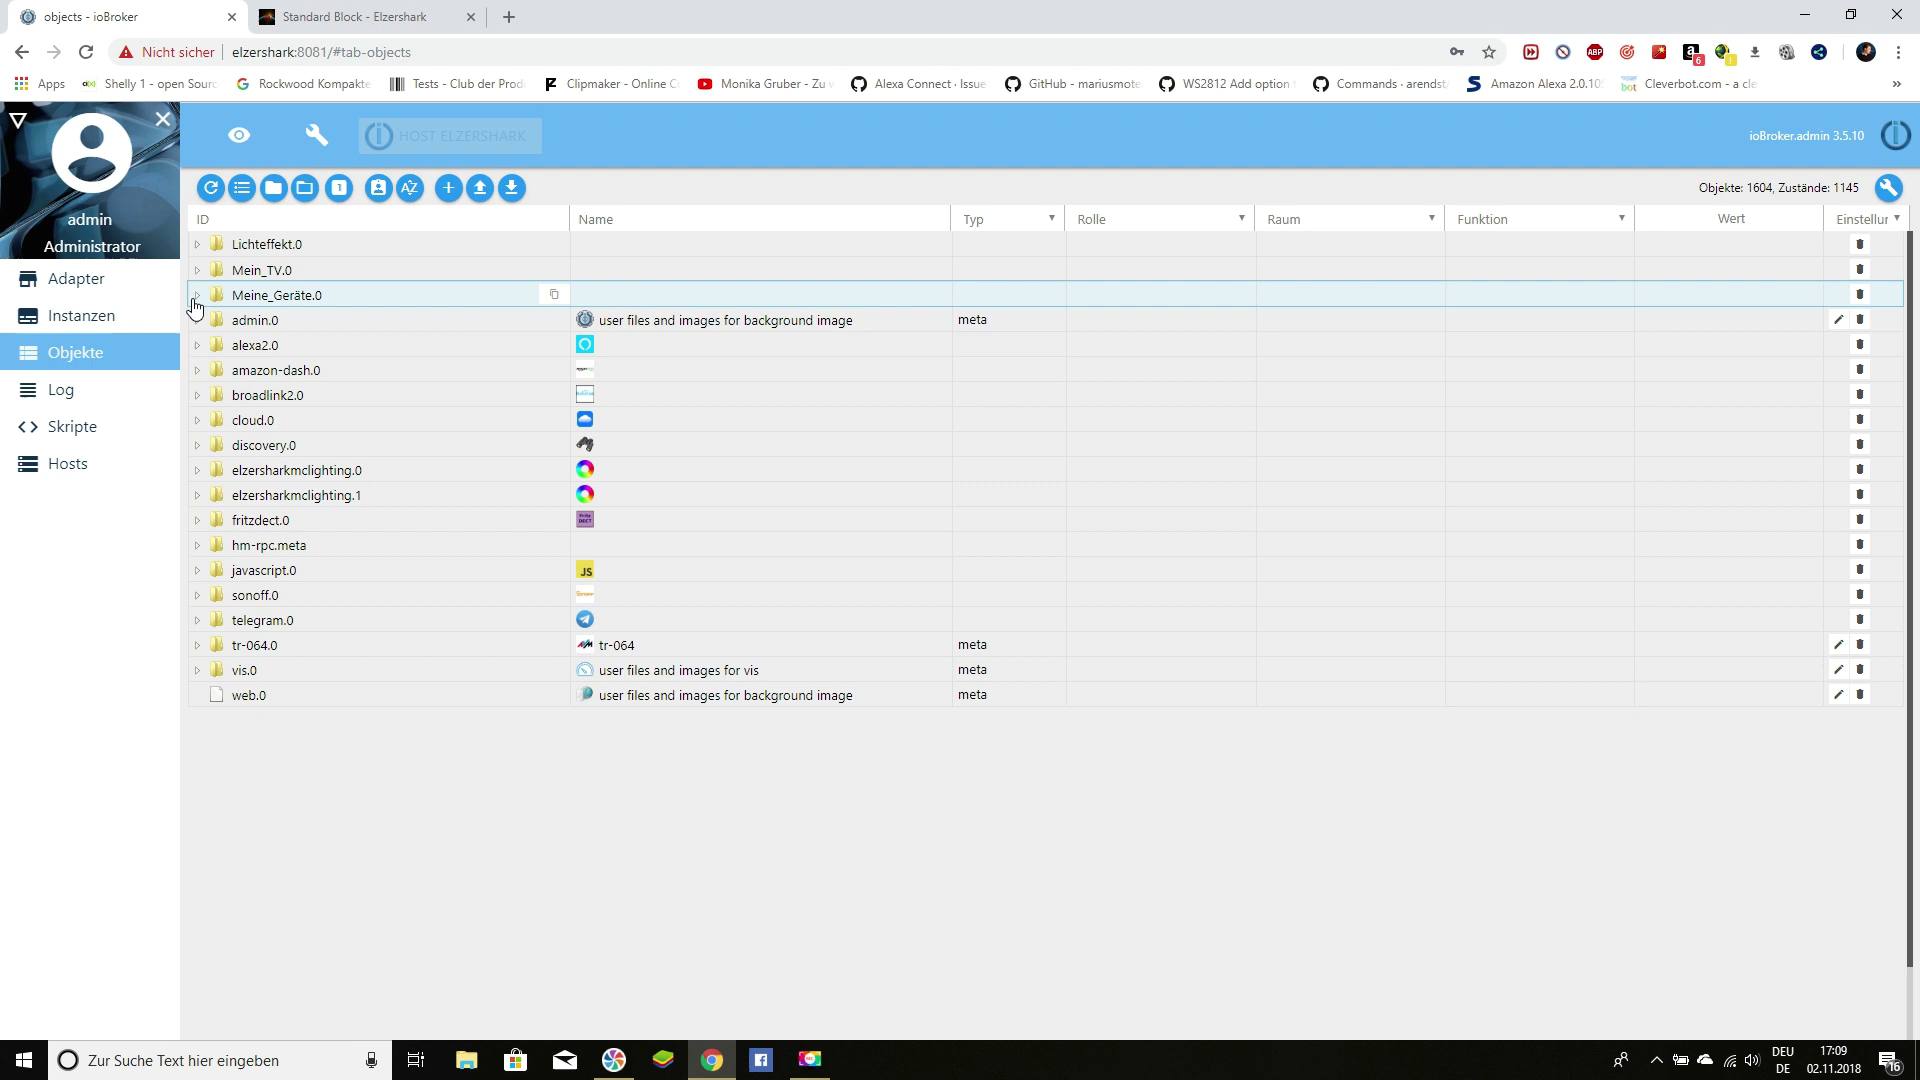 objects - ioBroker
Standard Block - Elzershark
Nicht sicher
elzershark:8081/#tab-objects
Apps
Shelly 1 - open Sourc
Rockwood Kompakte
Tests - Club der Prod
Clipmaker - Online C
Monika Gruber - Zu v
Alexa Connect · Issue
GitHub - mariusmote
WS2812 Add option
Commands · arendst/
Amazon Alexa 2.0.10
Cleverbot.com - a cle
admin
Administrator
HOST ELZERSHARK
ioBroker.admin 3.5.10
Objekte: 1604, Zustände: 1145
Adapter
Instanzen
Objekte
Log
Skripte
Hosts
ID Name Typ Rolle Raum Funktion Wert Einstellur
Lichteffekt.0
Mein_TV.0
Meine_Geräte.0
admin.0 user files and images for background image meta
alexa2.0
amazon-dash.0
broadlink2.0
cloud.0
discovery.0
elzersharkmclighting.0
elzersharkmclighting.1
fritzdect.0
hm-rpc.meta
javascript.0 JS
sonoff.0
telegram.0
tr-064.0 tr-064 meta
vis.0 user files and images for vis meta
web.0 user files and images for background image meta
Zur Suche Text hier eingeben
DEU
DE
17:09
02.11.2018
16